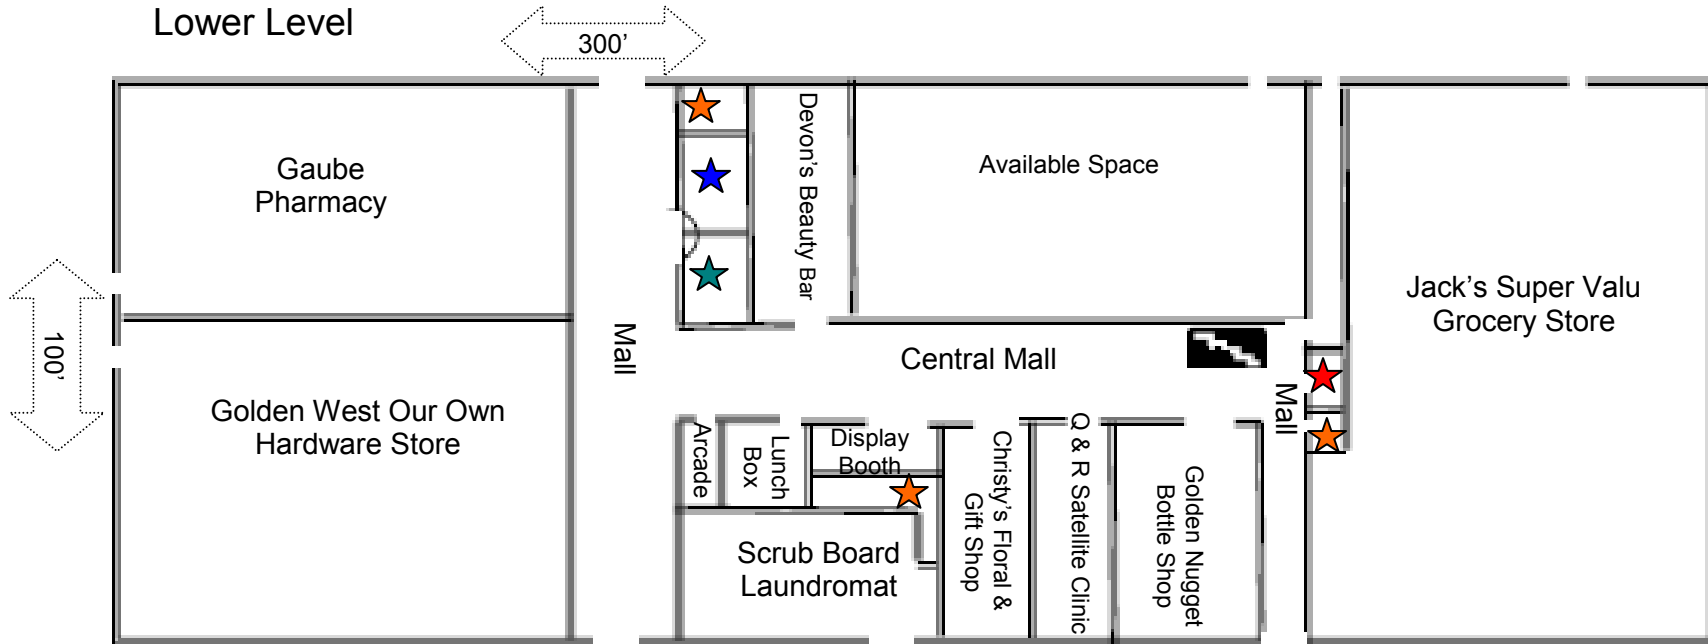 Lower Level
300’
Gaube
Pharmacy
Devon’s Beauty Bar
Available Space
Jack’s Super Valu
Grocery Store
100’
Mall
Central Mall
Mall
Golden West Our Own
Hardware Store
Arcade
Lunch
Box
Display
Booth
Christy’s Floral &
Gift Shop
Q & R Satellite Clinic
Golden Nugget
Bottle Shop
Scrub Board
Laundromat